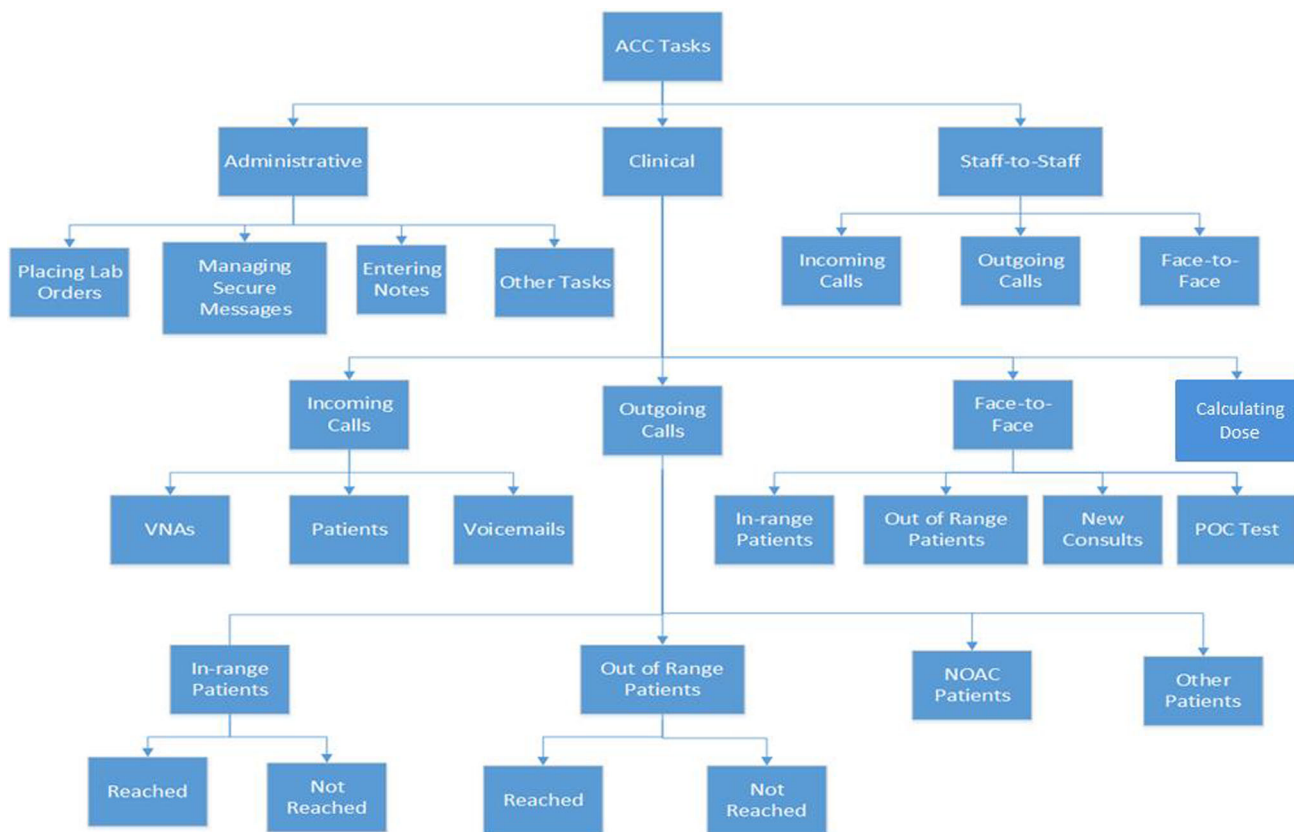 ACC Tasks
Administrative
Clinical
Staff-to-Staff
Placing Lab
Orders
Managing
Secure
Messages
Entering
Notes
Other Tasks
Incoming
Calls
Outgoing
Calls
Face-to-
Face
Incoming
Calls
Outgoing
Calls
Face-to-
Face
Calculating
Dose
VNAs
Patients
Voicemails
In-range
Patients
Out of Range
Patients
New
Consults
POC Test
In-range
Patients
Out of Range
Patients
NOAC
Patients
Other
Patients
Reached
Not
Reached
Reached
Not
Reached